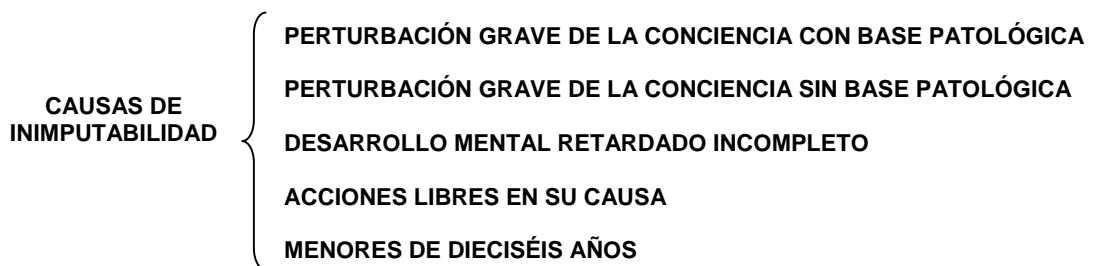 CAUSAS DE
INIMPUTABILIDAD
PERTURBACIÓN GRAVE DE LA CONCIENCIA CON BASE PATOLÓGICA
PERTURBACIÓN GRAVE DE LA CONCIENCIA SIN BASE PATOLÓGICA
DESARROLLO MENTAL RETARDADO INCOMPLETO
ACCIONES LIBRES EN SU CAUSA
MENORES DE DIECISÉIS AÑOS